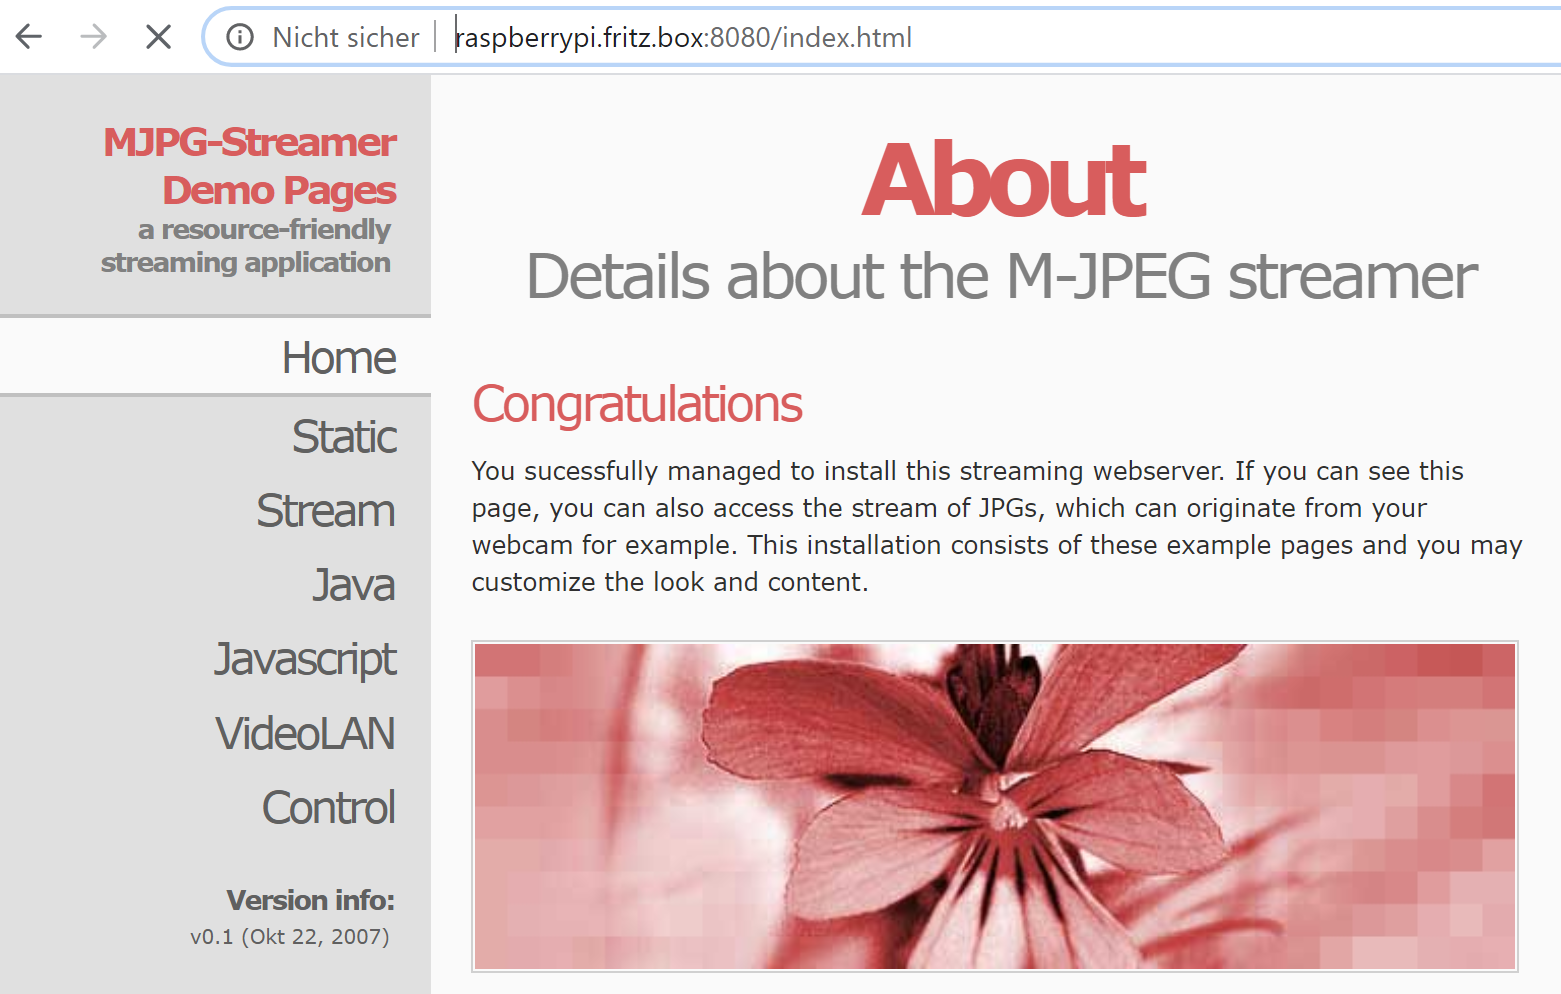 Nicht sicher raspberrypi.fritz.box:8080/index.html
MJPG-Streamer
Demo Pages
a resource-friendly
streaming application
Home
Static
Stream
Java
Javascript
VideoLAN
Control
Version info:
v0.1 (Okt 22, 2007)
About
Details about the M-JPEG streamer
Congratulations
You sucessfully managed to install this streaming webserver. If you can see this
page, you can also access the stream of JPGs, which can originate from your
webcam for example. This installation consists of these example pages and you may
customize the look and content.